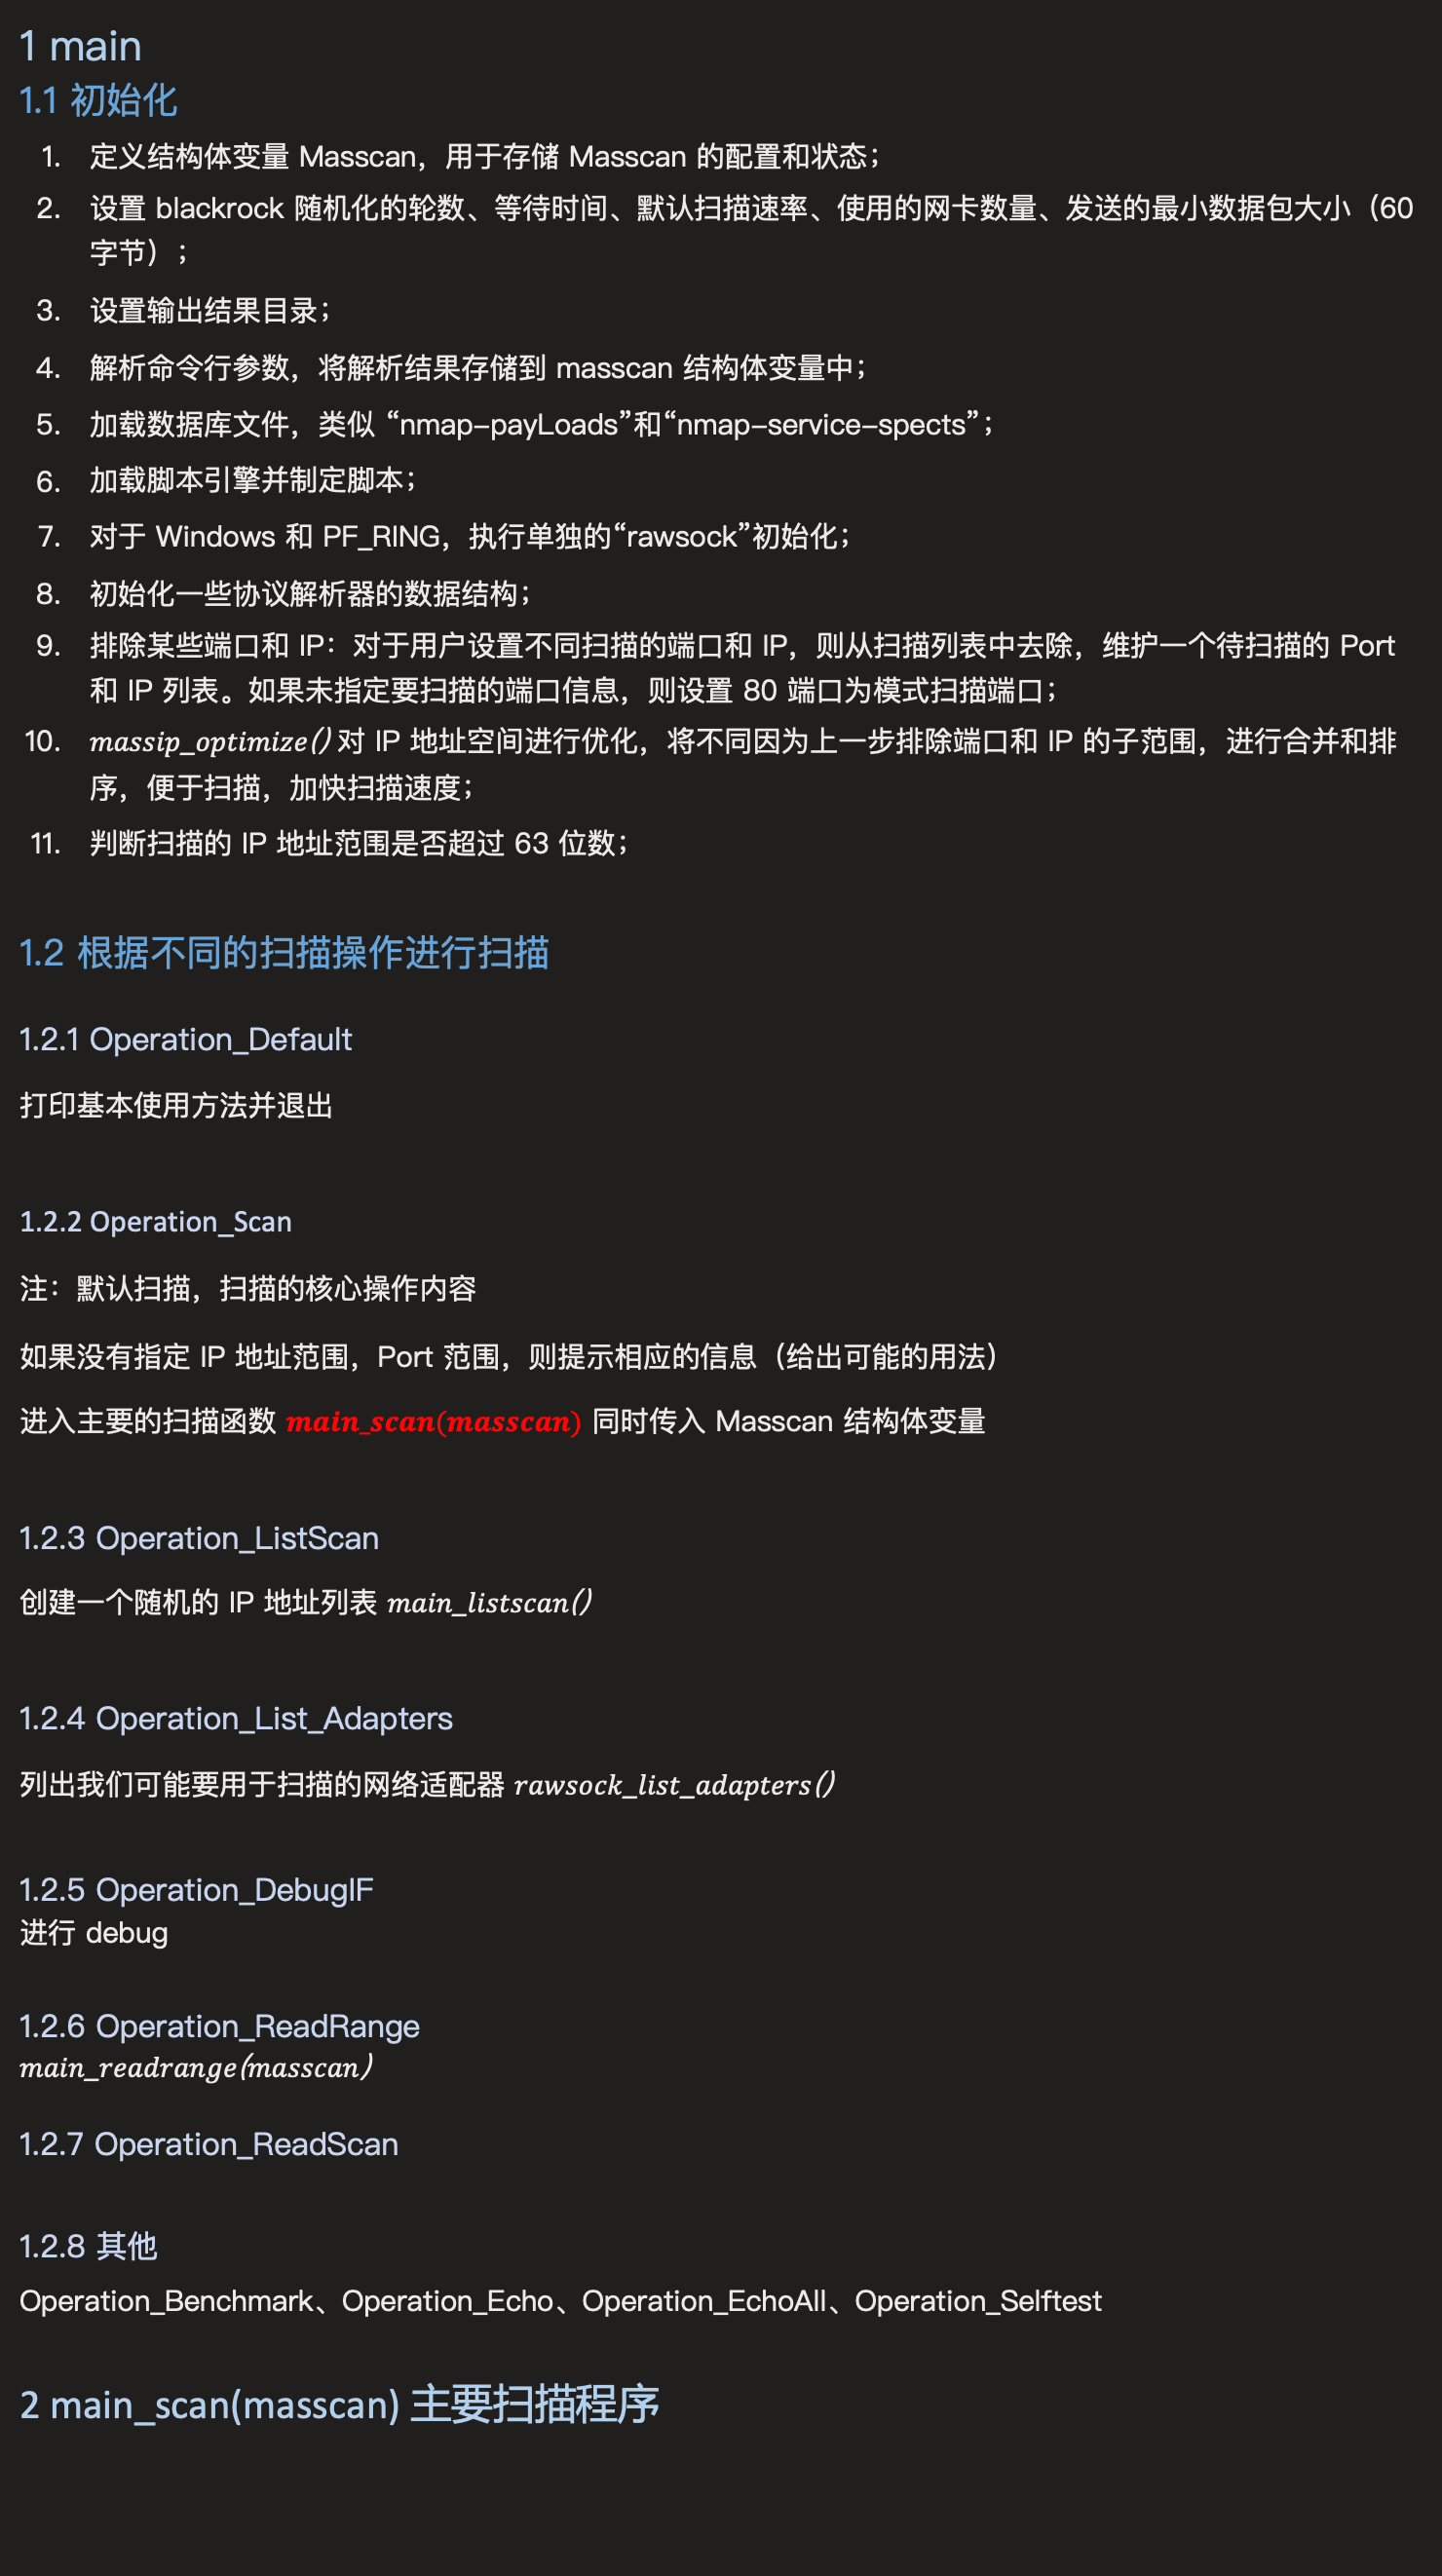 1 main
1.1 初始化
1. 定义结构体变量 Masscan，用于存储 Masscan 的配置和状态；
2. 设置 blackrock 随机化的轮数、等待时间、默认扫描速率、使用的网卡数量、发送的最小数据包大小（60
字节）；
3. 设置输出结果目录；
4. 解析命令行参数，将解析结果存储到 masscan 结构体变量中；
5. 加载数据库文件，类似 “nmap-payLoads”和“nmap-service-spects”；
6. 加载脚本引擎并制定脚本；
7. 对于 Windows 和 PF_RING，执行单独的“rawsock”初始化；
8. 初始化一些协议解析器的数据结构；
9. 排除某些端口和 IP：对于用户设置不同扫描的端口和 IP，则从扫描列表中去除，维护一个待扫描的 Port
和 IP 列表。如果未指定要扫描的端口信息，则设置 80 端口为模式扫描端口；
10. massip_optimize() 对 IP 地址空间进行优化，将不同因为上一步排除端口和 IP 的子范围，进行合并和排
序，便于扫描，加快扫描速度；
11. 判断扫描的 IP 地址范围是否超过 63 位数；
1.2 根据不同的扫描操作进行扫描
1.2.1 Operation_Default
打印基本使用方法并退出
1.2.2 Operation_Scan
注：默认扫描，扫描的核心操作内容
如果没有指定 IP 地址范围，Port 范围，则提示相应的信息（给出可能的用法）
进入主要的扫描函数 main_scan(masscan) 同时传入 Masscan 结构体变量
1.2.3 Operation_ListScan
创建一个随机的 IP 地址列表 main_listscan()
1.2.4 Operation_List_Adapters
列出我们可能要用于扫描的网络适配器 rawsock_list_adapters()
1.2.5 Operation_DebugIF
进行 debug
1.2.6 Operation_ReadRange
main_readrange(masscan)
1.2.7 Operation_ReadScan
1.2.8 其他
Operation_Benchmark、Operation_Echo、Operation_EchoAll、Operation_Selftest
2 main_scan(masscan) 主要扫描程序